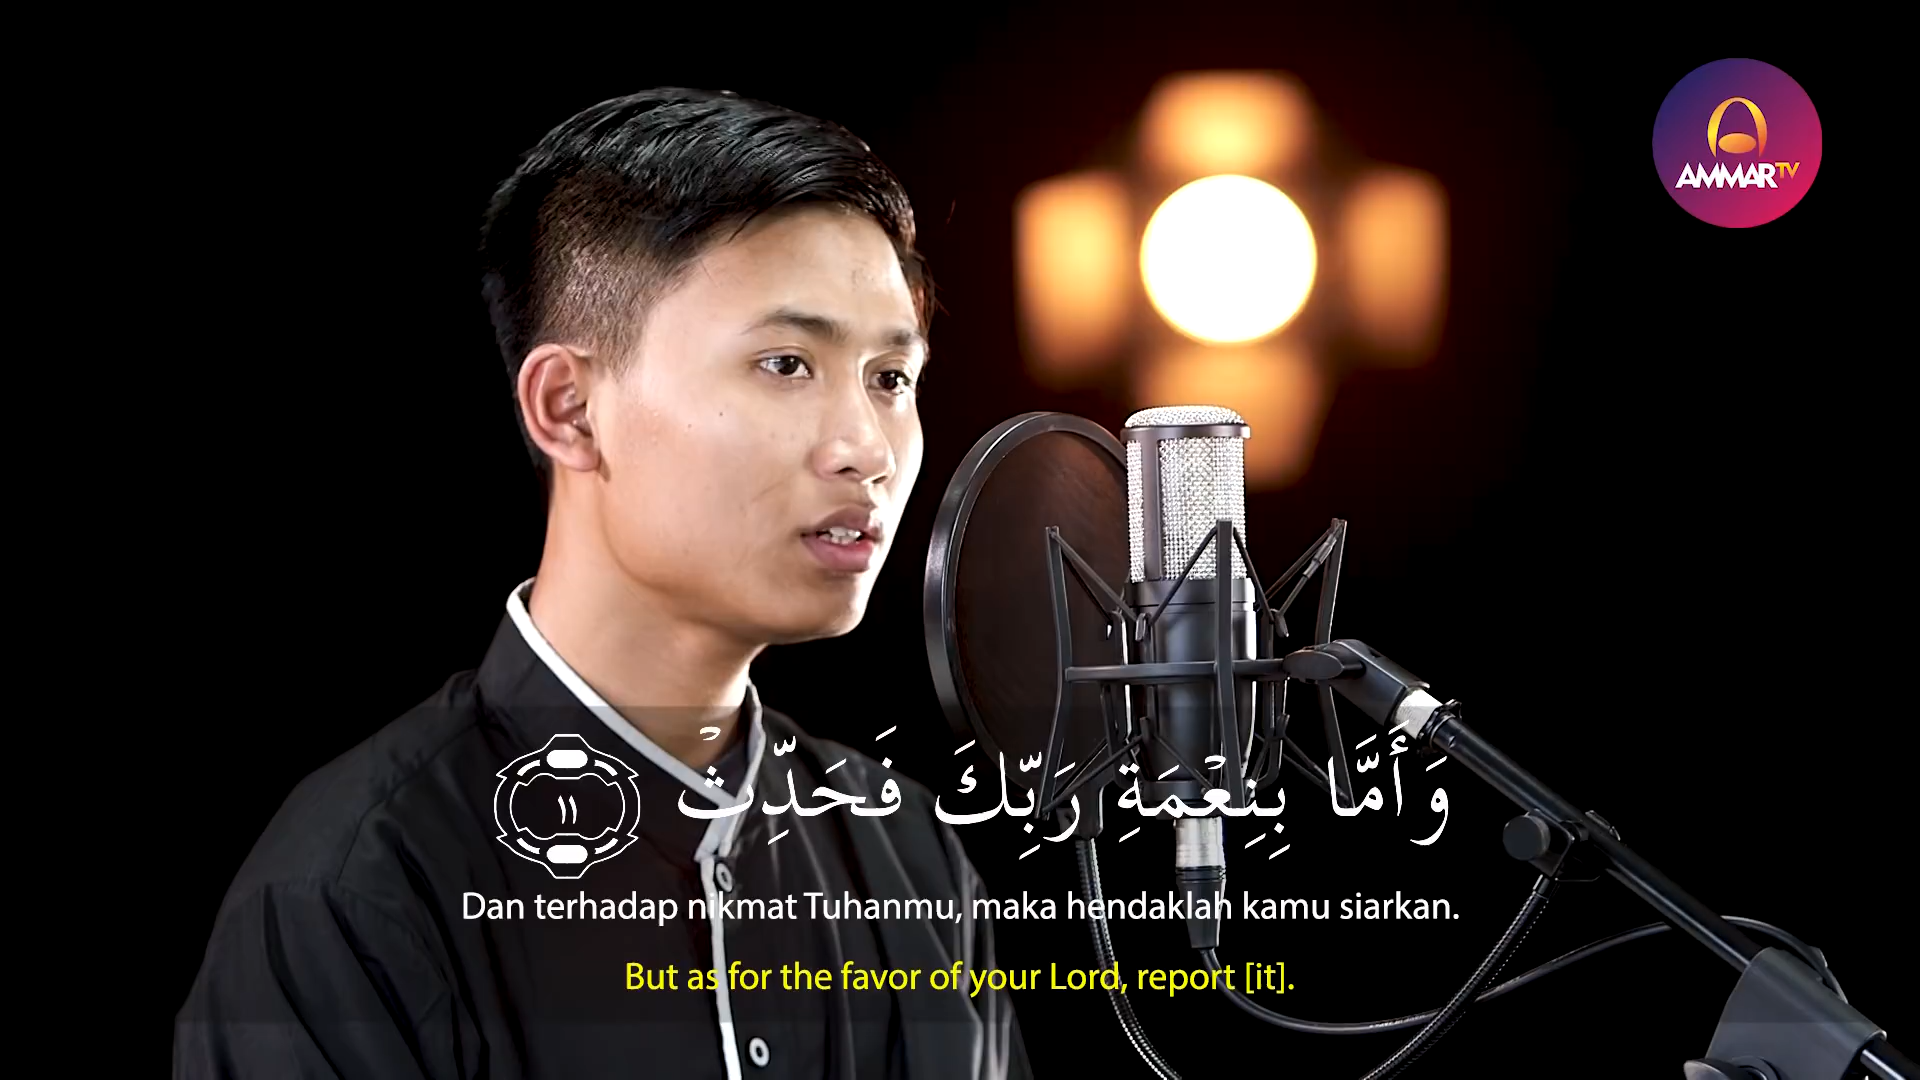 AMMARTV
وَأَمَّا بِنِعْمَةِ رَبِّكَ فَحَدِّثْ ۝١١
Dan terhadap nikmat Tuhanmu, maka hendaklah kamu siarkan.
But as for the favor of your Lord, report [it].